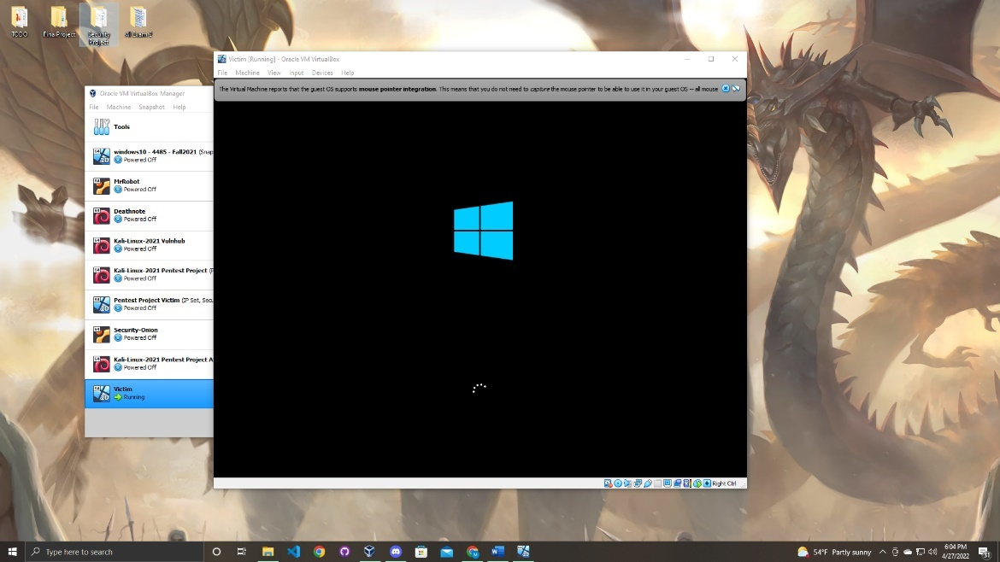 TODO
Security
Project
Victim [Running] - Oracle VM VirtualBox
File Machine View Input Devices Help
The Virtual Machine reports that the guest OS supports mouse pointer integration. This means that you do not need to capture the mouse pointer to be able to use it in your guest OS -- all mouse
Oracle VM VirtualBox Manager
File Machine Snapshot Help
Tools
windows10 - 4485 - Fall2021 (Snap
Powered Off
MrRobot
Powered Off
Deathnote
Powered Off
Kali-Linux-2021 Vulnhub
Powered Off
Kali-Linux-2021 Pentest Project
Powered Off
Pentest Project Victim (IP Set, Secu
Powered Off
Security-Onion
Powered Off
Kali-Linux-2021 Pentest Project A
Powered Off
Victim
Running
Right Ctrl
Type here to search
54°F Partly sunny
6:04 PM
4/27/2022